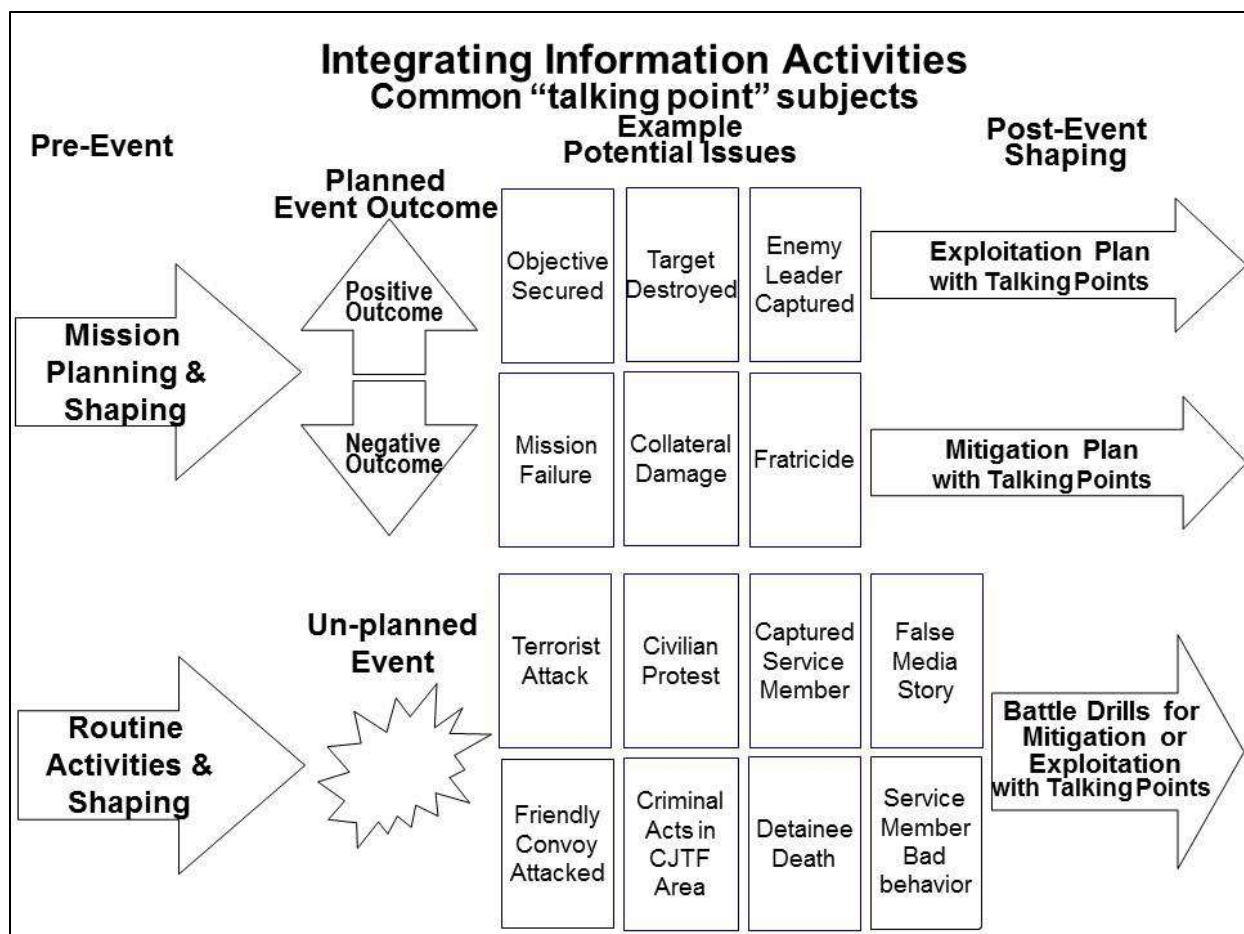 Integrating Information Activities
Common “talking point” subjects
Example
Potential Issues
Pre-Event
Post-Event
Shaping
Planned
Event Outcome
Mission
Planning &
Shaping
Positive
Outcome
Objective
Secured
Target
Destroyed
Enemy
Leader
Captured
Exploitation Plan
with Talking Points
Negative
Outcome
Mission
Failure
Collateral
Damage
Fratricide
Mitigation Plan
with Talking Points
Routine
Activities &
Shaping
Un-planned
Event
Terrorist
Attack
Civilian
Protest
Captured
Service
Member
False
Media
Story
Friendly
Convoy
Attacked
Criminal
Acts in
CJTF
Area
Detainee
Death
Service
Member
Bad
behavior
Battle Drills for
Mitigation or
Exploitation
with Talking Points